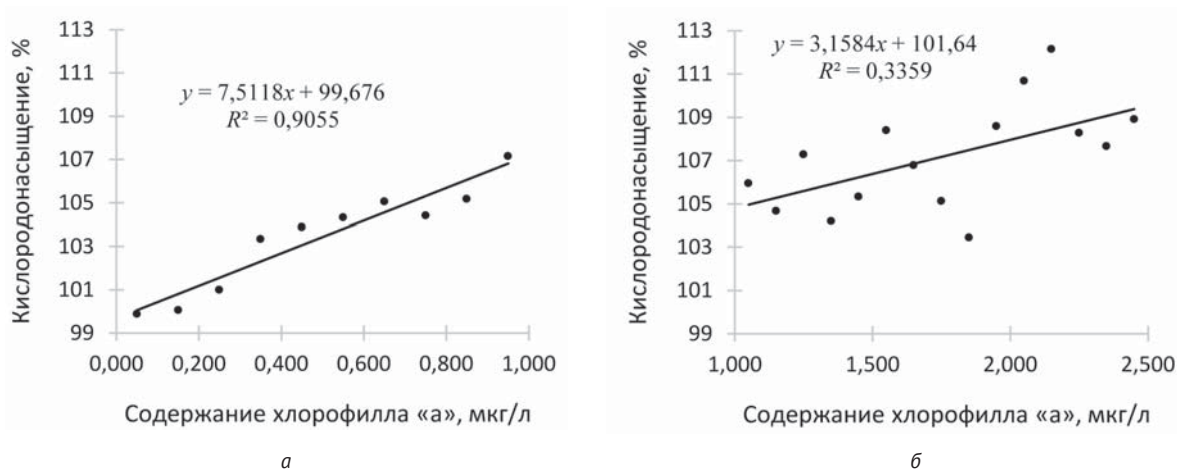 113
111
109
107
105
103
101
99
Кислородонасыщение, %
y = 7,5118x + 99,676
R² = 0,9055
0,000 0,200 0,400 0,600 0,800 1,000
Содержание хлорофилла «а», мкг/л
а
113
111
109
107
105
103
101
99
Кислородонасыщение, %
y = 3,1584x + 101,64
R² = 0,3359
1,000 1,500 2,000 2,500
Содержание хлорофилла «а», мкг/л
б